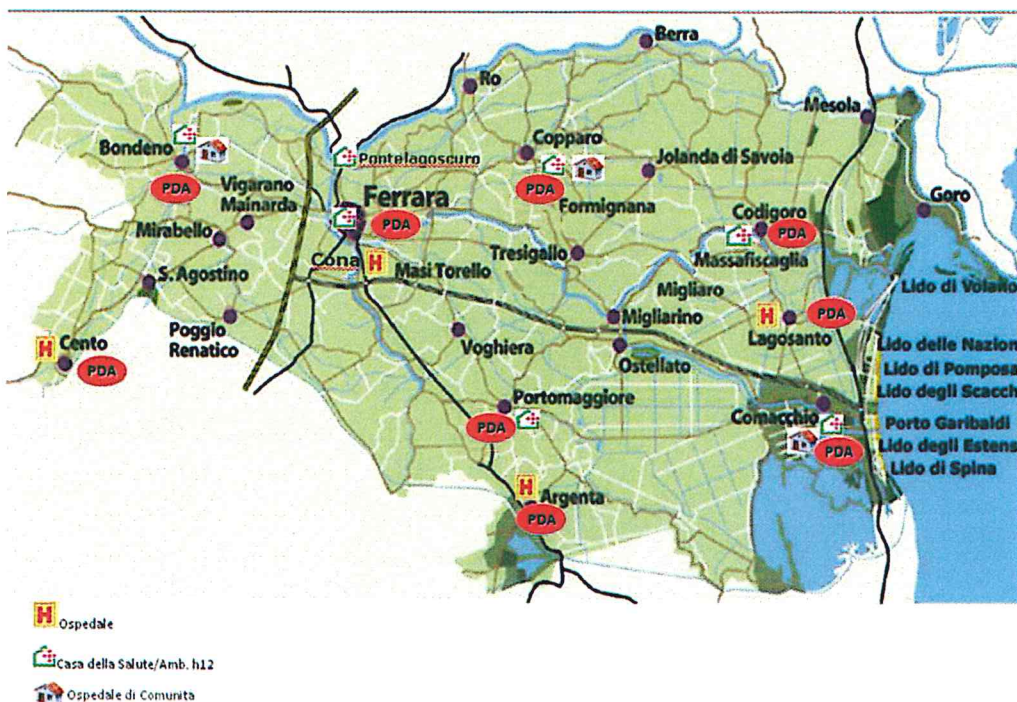 Berra
Ro
Mesola
Copparo
Bondeno
Pontelagoscuro
Jolanda di Savoia
PDA
PDA
Vigarano
Mainarda
Ferrara
PDA
Formignana
Codigoro
PDA
Goro
Mirabello
Tresigallo
Massafiscaglia
Cona
H
Masi Torello
S. Agostino
Migliaro
Lido di Volano
Poggio
Renatico
Voghiera
Migliarino
H
Lagosanto
PDA
H
Cento
PDA
Ostellato
Lido delle Nazion
Lido di Pomposa
Lido degli Scacch
Portomaggiore
PDA
Comacchio
PDA
Porto Garibaldi
Lido degli Estens
Lido di Spina
H
Argenta
PDA
H Ospedale
Casa della Salute/Amb. h12
Ospedale di Comunita